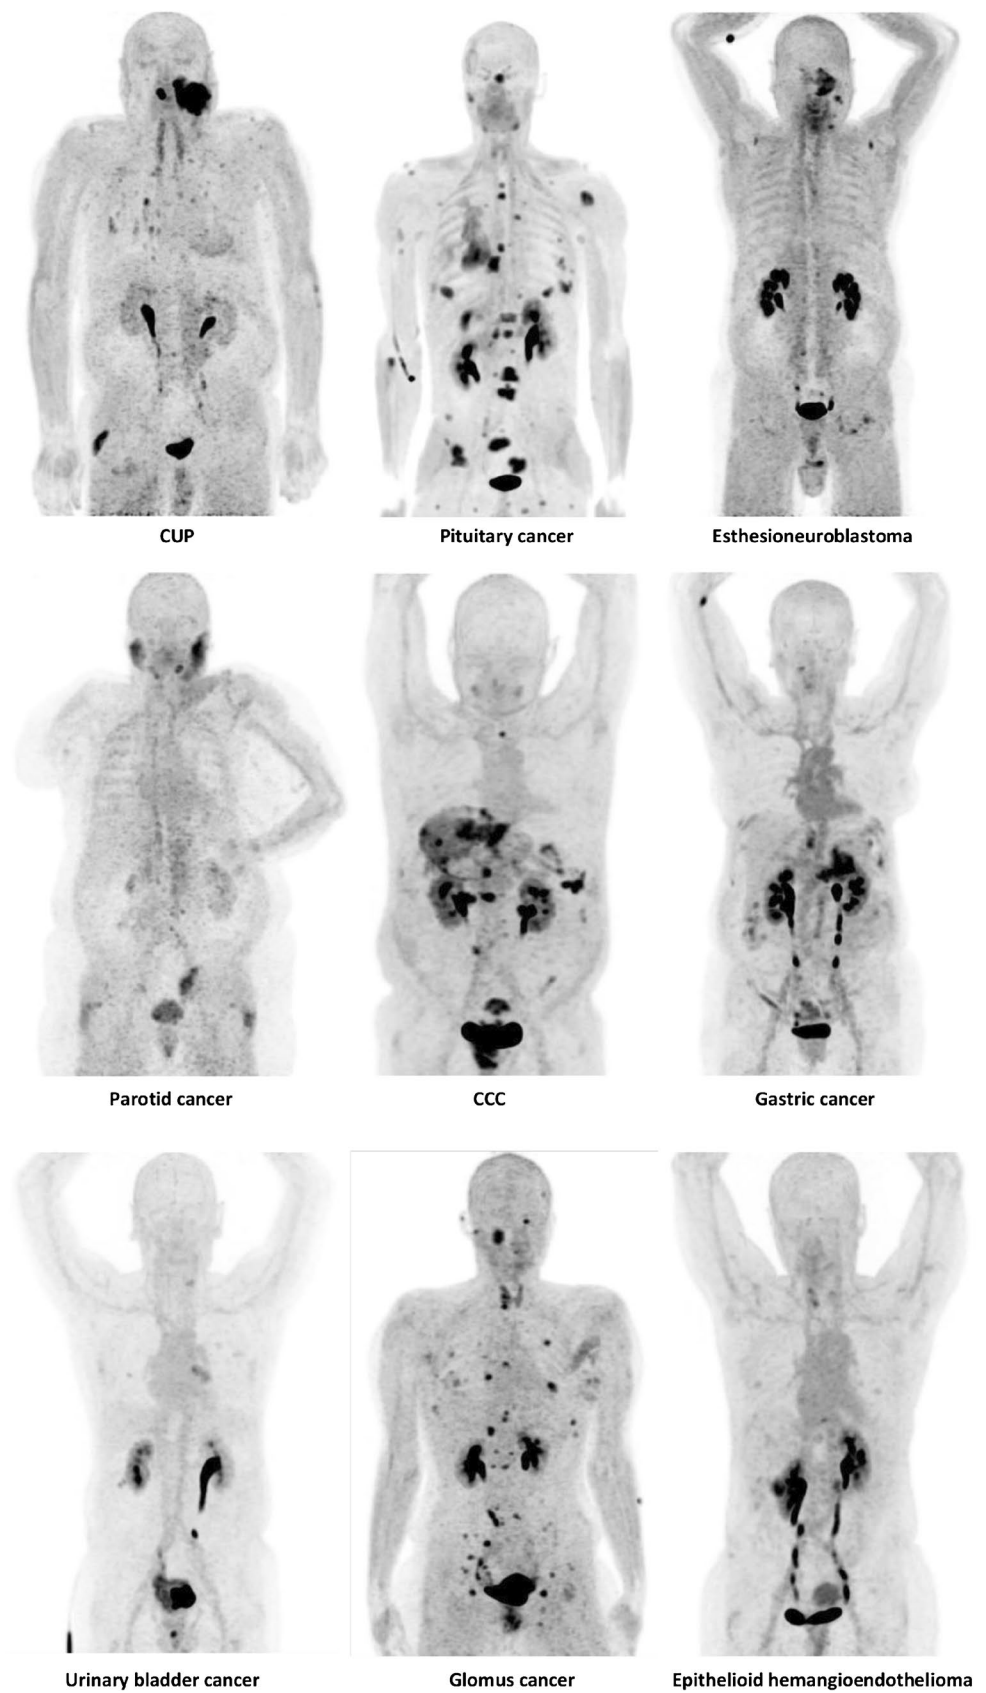 CUP
Pituitary cancer
Esthesioneuroblastoma
Parotid cancer
CCC
Gastric cancer
Urinary bladder cancer
Glomus cancer
Epithelioid hemangioendothelioma